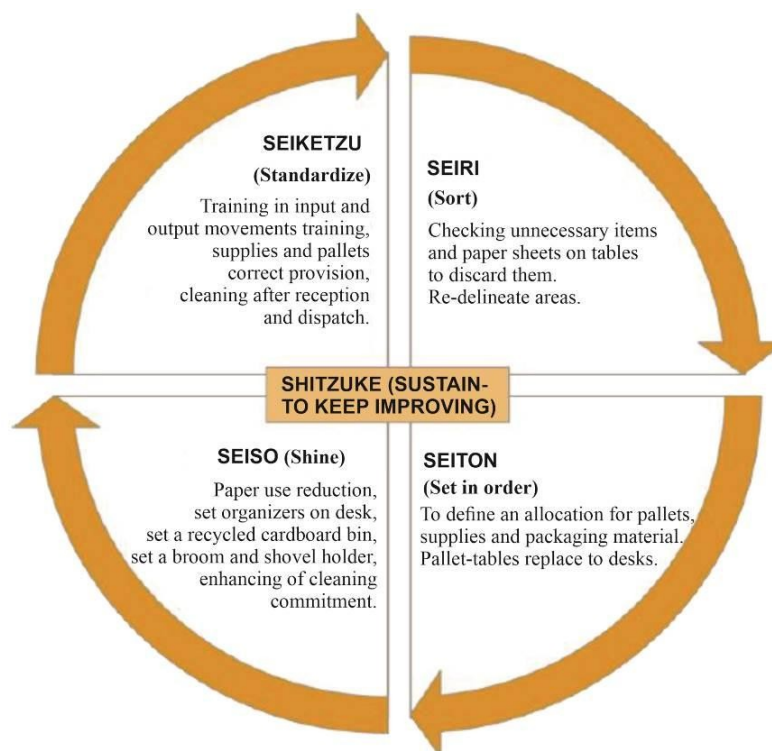 SEIKETZU
(Standardize)
Training in input and
output movements training,
supplies and pallets
correct provision,
cleaning after reception
and dispatch.
SEIRI
(Sort)
Checking unnecessary items
and paper sheets on tables
to discard them.
Re-delineate areas.
SHITZUKE (SUSTAIN-
TO KEEP IMPROVING)
SEISO (Shine)
Paper use reduction,
set organizers on desk,
set a recycled cardboard bin,
set a broom and shovel holder,
enhancing of cleaning
commitment.
SEITON
(Set in order)
To define an allocation for pallets,
supplies and packaging material.
Pallet-tables replace to desks.